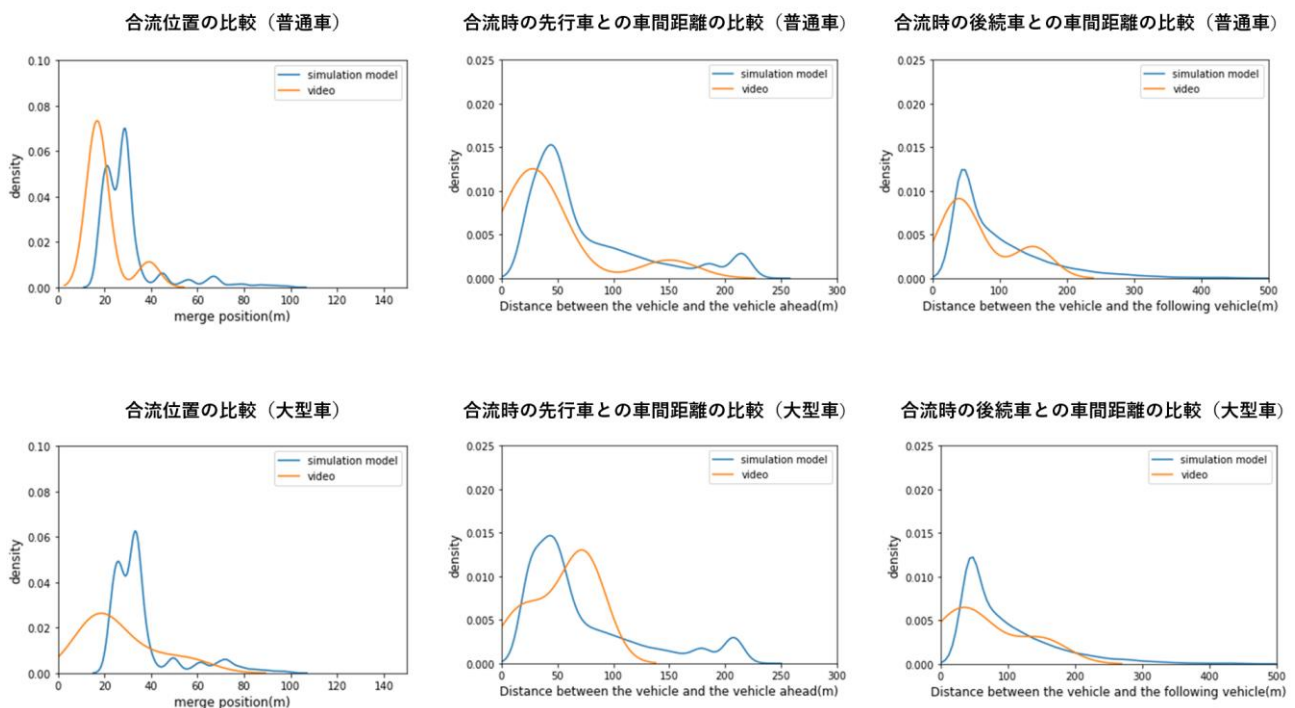 合流位置の比較（普通車）
0.10
0.08
0.06
0.04
0.02
0.00
density
simulation model
video
0 20 40 60 80 100 120 140
merge position(m)
合流時の先行車との車間距離の比較（普通車）
0.025
0.020
0.015
0.010
0.005
0.000
density
simulation model
video
0 50 100 150 200 250 300
Distance between the vehicle and the vehicle ahead(m)
合流時の後続車との車間距離の比較（普通車）
0.025
0.020
0.015
0.010
0.005
0.000
density
simulation model
video
0 100 200 300 400 500
Distance between the vehicle and the following vehicle(m)
合流位置の比較（大型車）
0.10
0.08
0.06
0.04
0.02
0.00
density
simulation model
video
0 20 40 60 80 100 120 140
merge position(m)
合流時の先行車との車間距離の比較（大型車）
0.025
0.020
0.015
0.010
0.005
0.000
density
simulation model
video
0 50 100 150 200 250 300
Distance between the vehicle and the vehicle ahead(m)
合流時の後続車との車間距離の比較（大型車）
0.025
0.020
0.015
0.010
0.005
0.000
density
simulation model
video
0 100 200 300 400 500
Distance between the vehicle and the following vehicle(m)